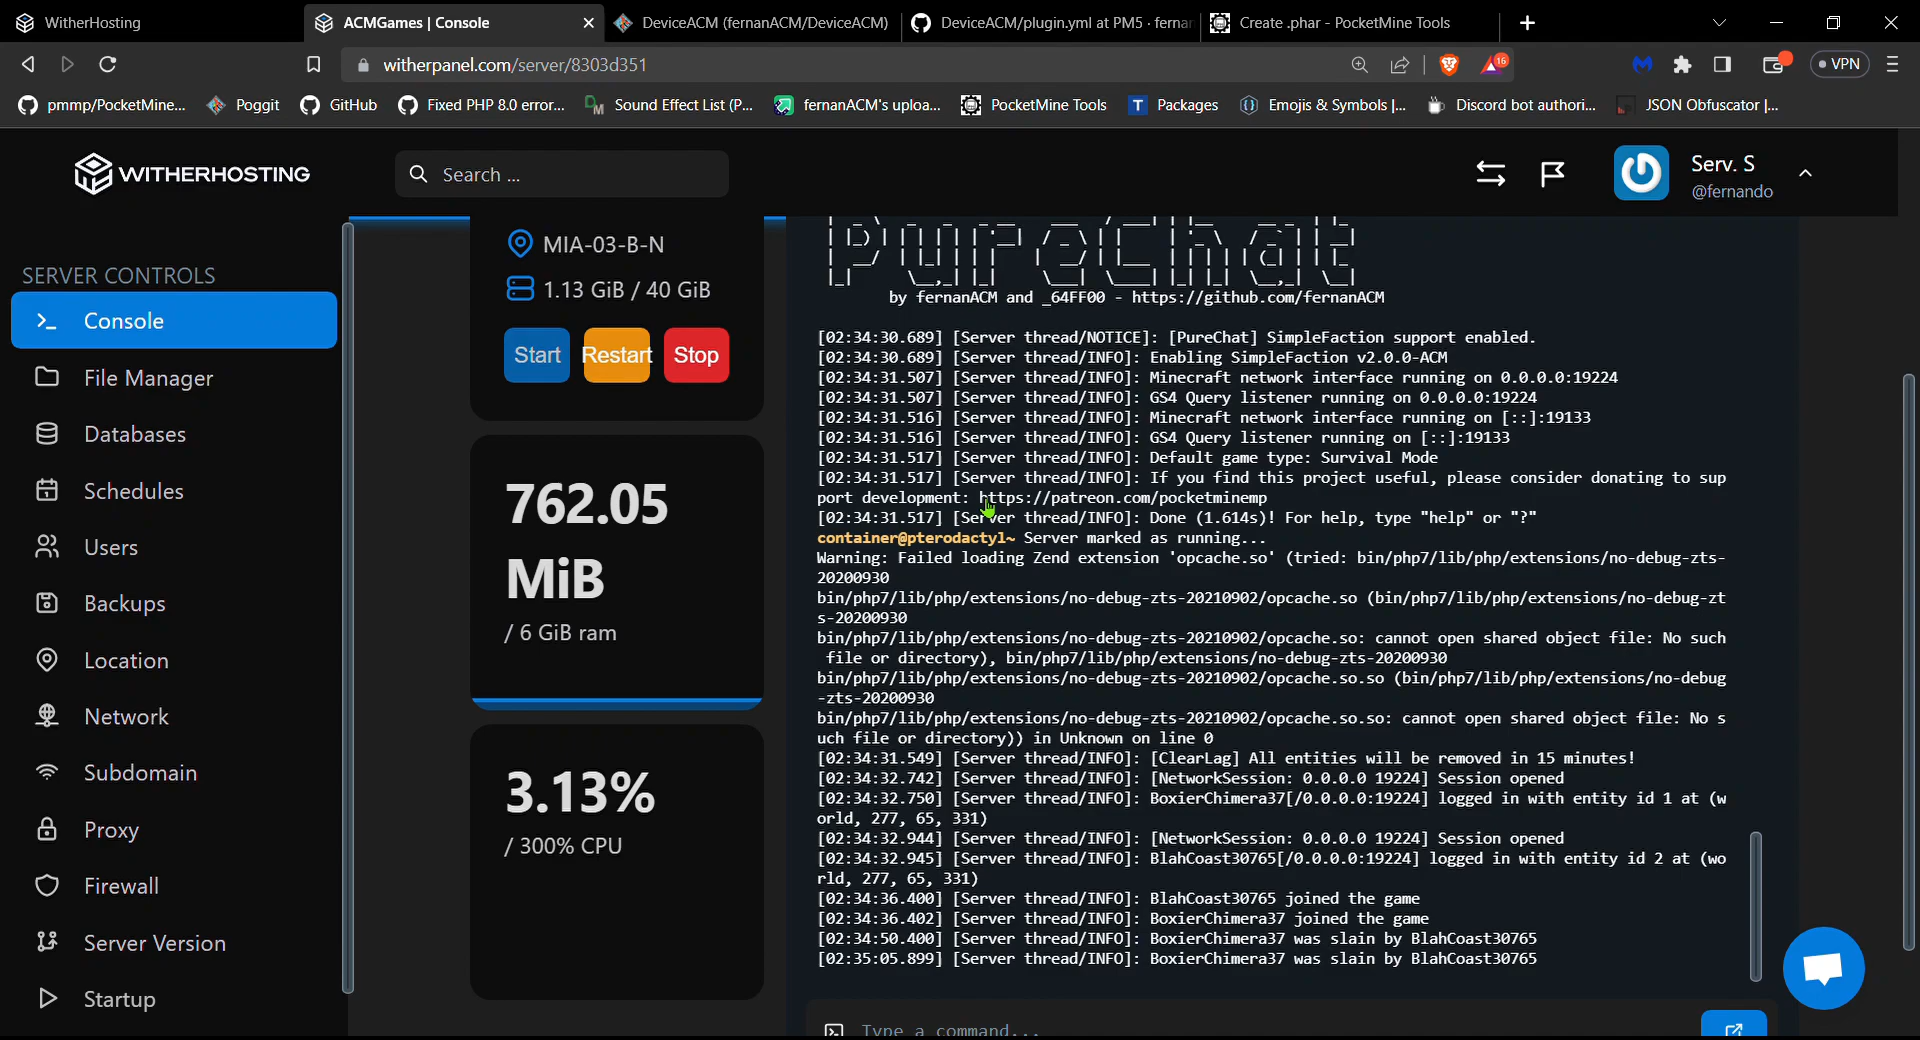 WitherHosting
ACMGames | Console
DeviceACM (fernanACM/DeviceACM)
DeviceACM/plugin.yml at PM5 · fernan
Create .phar - PocketMine Tools
witherpanel.com/server/8303d351
16
VPN
pmmp/PocketMine...
Poggit
GitHub
Fixed PHP 8.0 error...
Sound Effect List (P...
fernanACM's uploa...
PocketMine Tools
Packages
Emojis & Symbols |...
Discord bot authori...
JSON Obfuscator |...
WITHERHOSTING
Search ...
Serv. S
@fernando
SERVER CONTROLS
Console
File Manager
Databases
Schedules
Users
Backups
Location
Network
Subdomain
Proxy
Firewall
Server Version
Startup
MIA-03-B-N
1.13 GiB / 40 GiB
Start
Restart
Stop
762.05
MiB
/ 6 GiB ram
3.13%
/ 300% CPU
PureChat
by fernanACM and _64FF00 - https://github.com/fernanACM
[02:34:30.689] [Server thread/NOTICE]: [PureChat] SimpleFaction support enabled.
[02:34:30.689] [Server thread/INFO]: Enabling SimpleFaction v2.0.0-ACM
[02:34:31.507] [Server thread/INFO]: Minecraft network interface running on 0.0.0.0:19224
[02:34:31.507] [Server thread/INFO]: GS4 Query listener running on 0.0.0.0:19224
[02:34:31.516] [Server thread/INFO]: Minecraft network interface running on [::]:19133
[02:34:31.516] [Server thread/INFO]: GS4 Query listener running on [::]:19133
[02:34:31.517] [Server thread/INFO]: Default game type: Survival Mode
[02:34:31.517] [Server thread/INFO]: If you find this project useful, please consider donating to sup
port development: https://patreon.com/pocketminemp
[02:34:31.517] [Server thread/INFO]: Done (1.614s)! For help, type "help" or "?"
container@pterodactyl~ Server marked as running...
Warning: Failed loading Zend extension 'opcache.so' (tried: bin/php7/lib/php/extensions/no-debug-zts-
20200930
bin/php7/lib/php/extensions/no-debug-zts-20210902/opcache.so (bin/php7/lib/php/extensions/no-debug-zt
s-20200930
bin/php7/lib/php/extensions/no-debug-zts-20210902/opcache.so: cannot open shared object file: No such
file or directory), bin/php7/lib/php/extensions/no-debug-zts-20200930
bin/php7/lib/php/extensions/no-debug-zts-20210902/opcache.so.so (bin/php7/lib/php/extensions/no-debug
-zts-20200930
bin/php7/lib/php/extensions/no-debug-zts-20210902/opcache.so.so: cannot open shared object file: No s
uch file or directory)) in Unknown on line 0
[02:34:31.549] [Server thread/INFO]: [ClearLag] All entities will be removed in 15 minutes!
[02:34:32.742] [Server thread/INFO]: [NetworkSession: 0.0.0.0 19224] Session opened
[02:34:32.750] [Server thread/INFO]: BoxierChimera37[/0.0.0.0:19224] logged in with entity id 1 at (w
orld, 277, 65, 331)
[02:34:32.944] [Server thread/INFO]: [NetworkSession: 0.0.0.0 19224] Session opened
[02:34:32.945] [Server thread/INFO]: BlahCoast30765[/0.0.0.0:19224] logged in with entity id 2 at (wo
rld, 277, 65, 331)
[02:34:36.400] [Server thread/INFO]: BlahCoast30765 joined the game
[02:34:36.402] [Server thread/INFO]: BoxierChimera37 joined the game
[02:34:50.400] [Server thread/INFO]: BoxierChimera37 was slain by BlahCoast30765
[02:35:05.899] [Server thread/INFO]: BoxierChimera37 was slain by BlahCoast30765
Type a command...